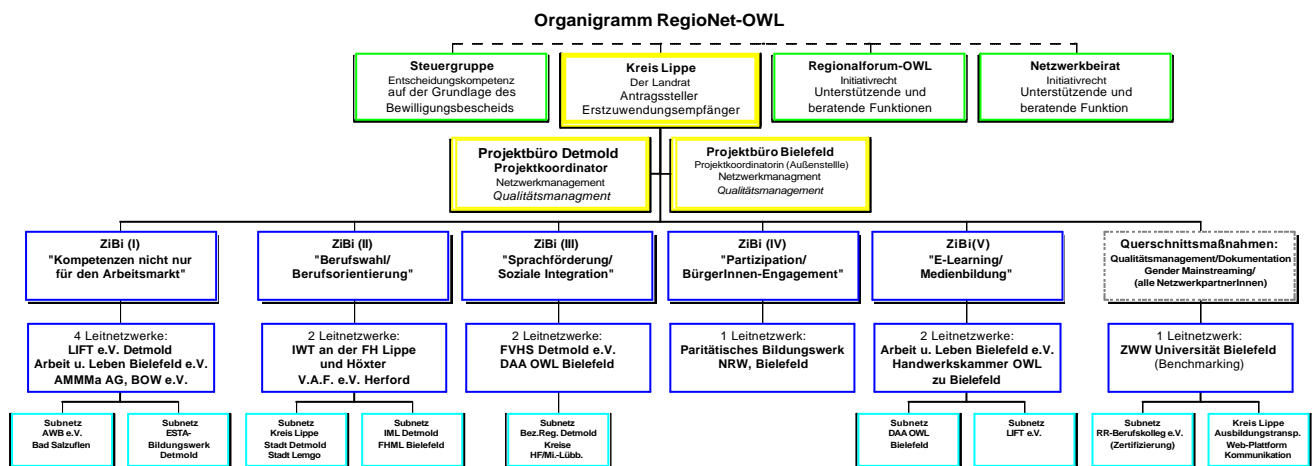 Organigramm RegioNet-OWL
Steuergruppe
Entscheidungskompetenz
auf der Grundlage des
Bewilligungsbescheids
Kreis Lippe
Der Landrat
Antragssteller
Erstzuwendungsempfänger
Regionalforum-OWL
Initiativrecht
Unterstützende und
beratende Funktionen
Netzwerkbeirat
Initiativrecht
Unterstützende und
beratende Funktion
Projektbüro Detmold
Projektkoordinator
Netzwerkmanagement
Qualitätsmanagment
Projektbüro Bielefeld
Projektkoordinatorin (Außenstellle)
Netzwerkmanagment
Qualitätsmanagement
ZiBi (I)
"Kompetenzen nicht nur
für den Arbeitsmarkt"
ZiBi (II)
"Berufswahl/
Berufsorientierung"
ZiBi (III)
"Sprachförderung/
Soziale Integration"
ZiBi (IV)
"Partizipation/
BürgerInnen-Engagement"
ZiBi(V)
"E-Learning/
Medienbildung"
Querschnittsmaßnahmen:
Qualitätsmanagement/Dokumentation
Gender Mainstreaming/
(alle NetzwerkpartnerInnen)
4 Leitnetzwerke:
LIFT e.V. Detmold
Arbeit u. Leben Bielefeld e.V.
AMMMa AG, BOW e.V.
2 Leitnetzwerke:
IWT an der FH Lippe
und Höxter
V.A.F. e.V. Herford
2 Leitnetzwerke:
FVHS Detmold e.V.
DAA OWL Bielefeld
1 Leitnetzwerk:
Paritätisches Bildungswerk
NRW, Bielefeld
2 Leitnetzwerke:
Arbeit u. Leben Bielefeld e.V.
Handwerkskammer OWL
zu Bielefeld
1 Leitnetzwerk:
ZWW Universität Bielefeld
(Benchmarking)
Subnetz
AWB e.V.
Bad Salzuflen
Subnetz
ESTA-
Bildungswerk
Detmold
Subnetz
Kreis Lippe
Stadt Detmold
Stadt Lemgo
Subnetz
IML Detmold
FHML Bielefeld
Subnetz
Bez.Reg. Detmold
Kreise
HF/Mi.-Lübb.
Subnetz
DAA OWL
Bielefeld
Subnetz
LIFT e.V.
Subnetz
RR-Berufskolleg e.V.
(Zertifizierung)
Kreis Lippe
Ausbildungstransp.
Web-Plattform
Kommunikation